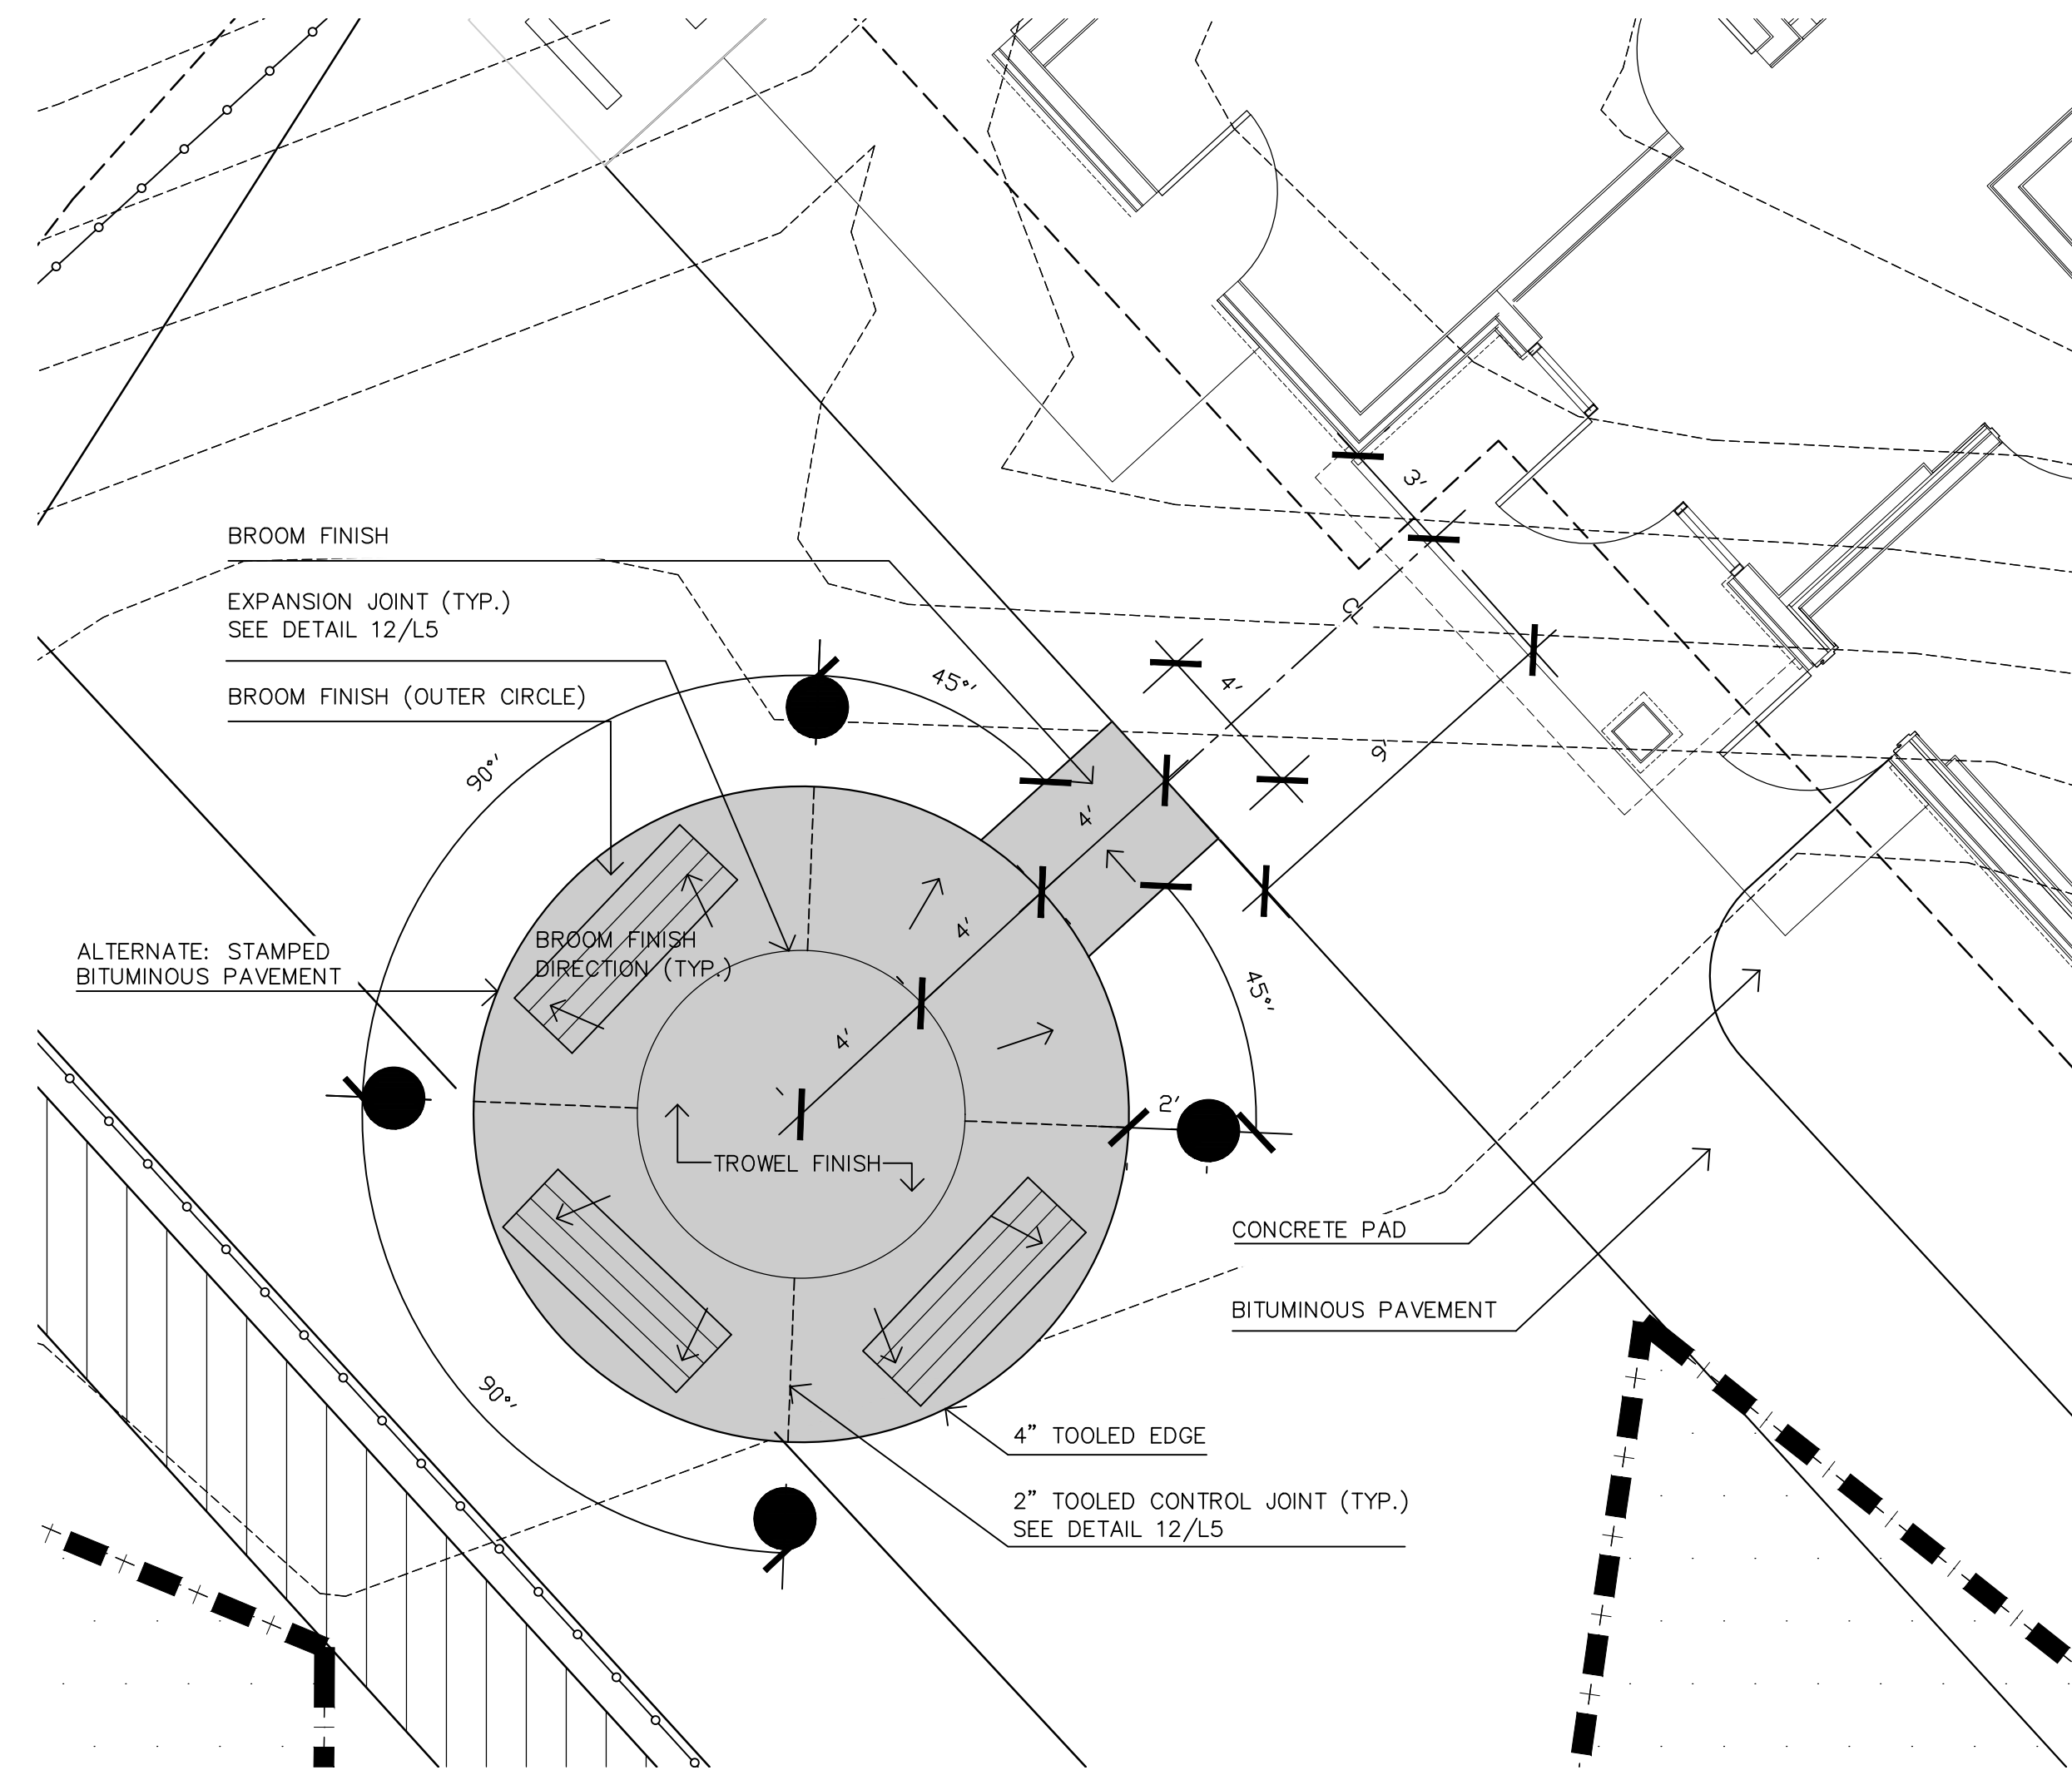 BROOM FINISH
EXPANSION JOINT (TYP.)
SEE DETAIL 12/L5
BROOM FINISH (OUTER CIRCLE)
ALTERNATE: STAMPED
BITUMINOUS PAVEMENT
BROOM FINISH
DIRECTION (TYP.)
TROWEL FINISH
CONCRETE PAD
BITUMINOUS PAVEMENT
4" TOOLED EDGE
2" TOOLED CONTROL JOINT (TYP.)
SEE DETAIL 12/L5
3'
CL
4'
9'
45°'
90°'
4'
4'
4'
45°'
2'
90°'